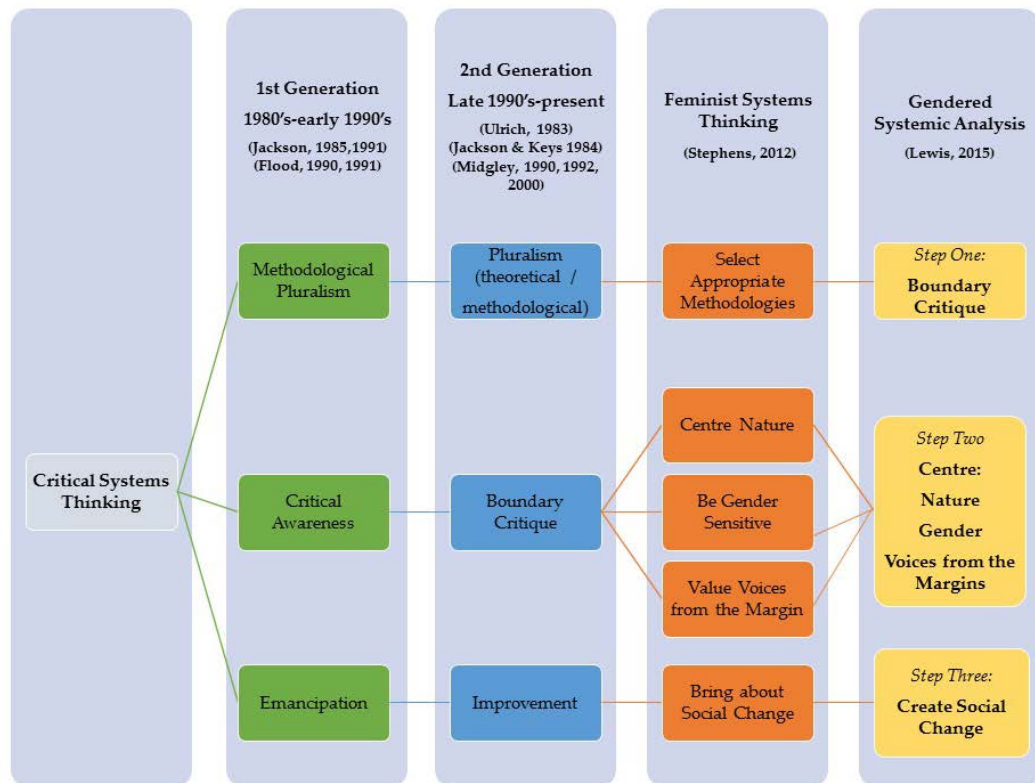 1st Generation
1980's-early 1990's
(Jackson, 1985,1991)
(Flood, 1990, 1991)
2nd Generation
Late 1990's-present
(Ulrich, 1983)
(Jackson & Keys 1984)
(Midgley, 1990, 1992,
2000)
Feminist Systems
Thinking
(Stephens, 2012)
Gendered
Systemic Analysis
(Lewis, 2015)
Critical Systems
Thinking
Methodological
Pluralism
Pluralism
(theoretical /
methodological)
Select
Appropriate
Methodologies
Step One:
Boundary
Critique
Critical
Awareness
Boundary
Critique
Centre Nature
Be Gender
Sensitive
Value Voices
from the Margin
Step Two
Centre:
Nature
Gender
Voices from the
Margins
Emancipation
Improvement
Bring about
Social Change
Step Three:
Create Social
Change